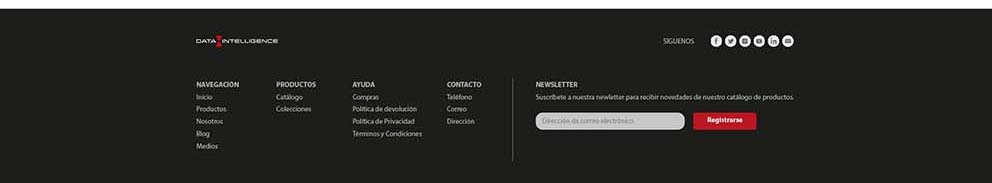 DATA INTELLIGENCE
SÍGUENOS
NAVEGACIÓN
Inicio
Productos
Nosotros
Blog
Medios
PRODUCTOS
Catálogo
Colecciones
AYUDA
Compras
Política de devolución
Política de Privacidad
Términos y Condiciones
CONTACTO
Teléfono
Correo
Dirección
NEWSLETTER
Suscríbete a nuestra newletter para recibir novedades de nuestro catálogo de productos.
Dirección de correo electrónico
Registrarse